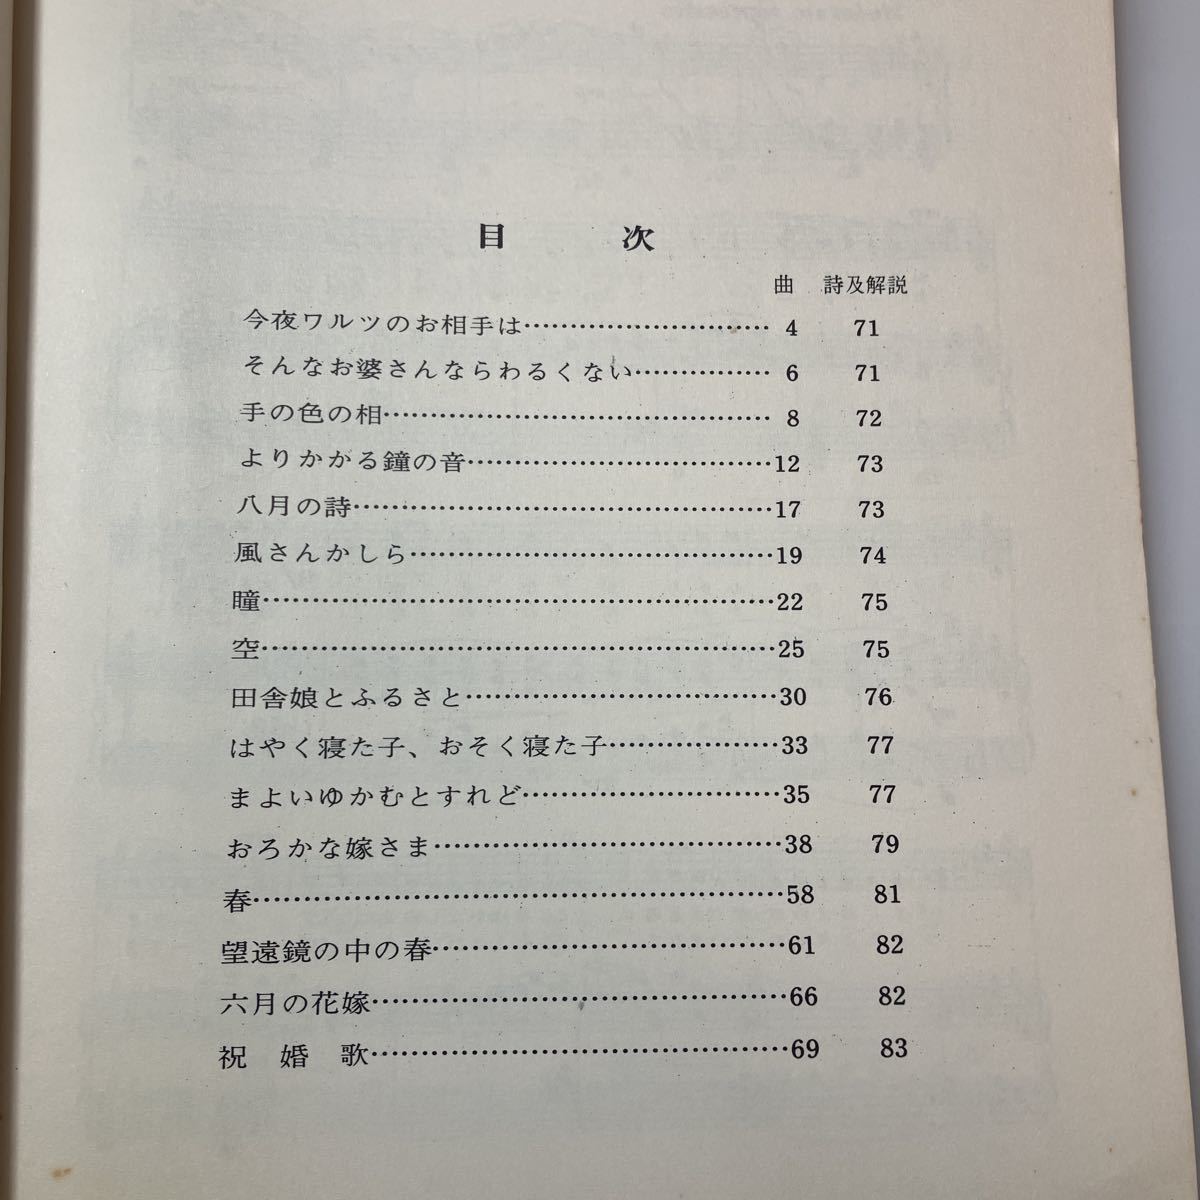 目次
曲 詩及解説
今夜ワルツのお相手は…………………………4 71
そんなお婆さんならわるくない……………6 71
手の色の相……………………………………8 72
よりかかる鐘の音……………………………12 73
八月の詩………………………………………17 73
風さんかしら…………………………………19 74
瞳………………………………………………22 75
空………………………………………………25 75
田舎娘とふるさと……………………………30 76
はやく寝た子、おそく寝た子………………33 77
まよいゆかむとすれど………………………35 77
おろかな嫁さま………………………………38 79
春………………………………………………58 81
望遠鏡の中の春………………………………61 82
六月の花嫁……………………………………66 82
祝婚歌…………………………………………69 83